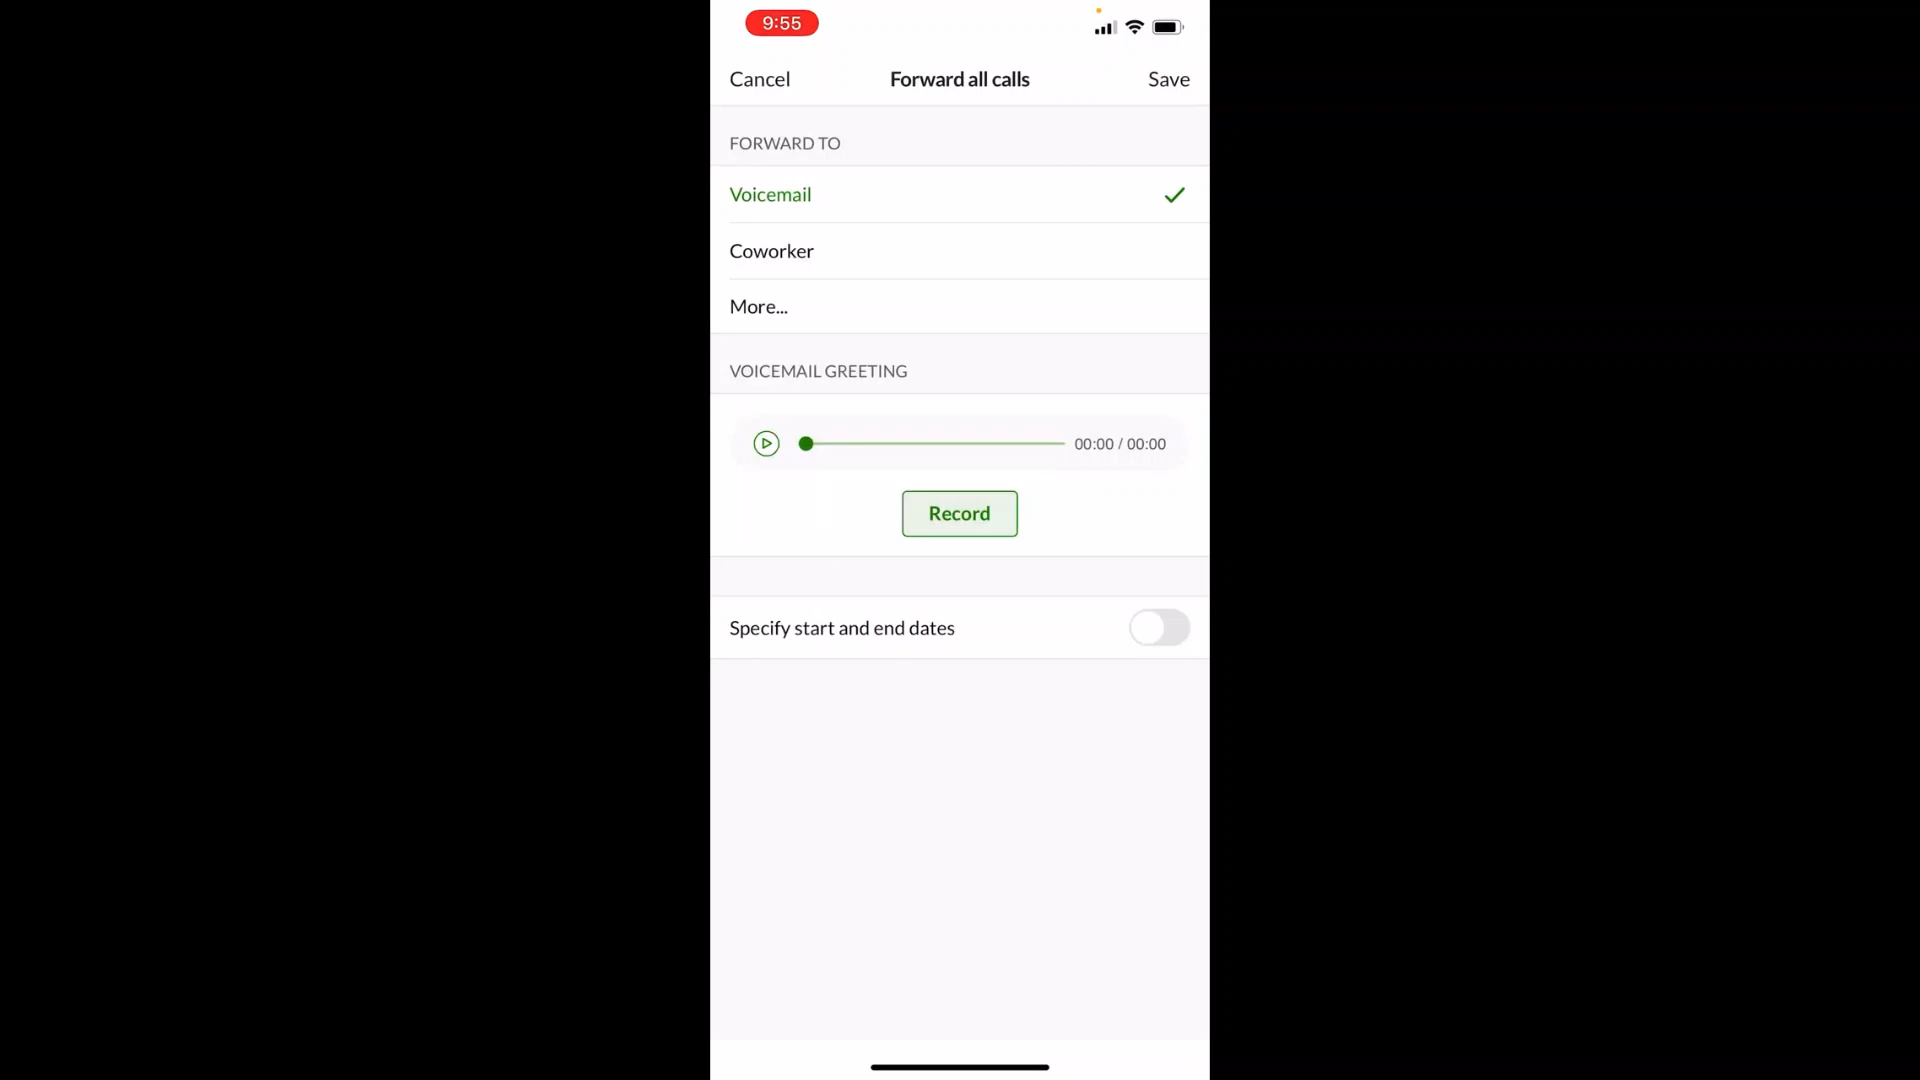 9:55
Cancel Forward all calls Save
FORWARD TO
Voicemail
Coworker
More...
VOICEMAIL GREETING
00:00 / 00:00
Record
Specify start and end dates